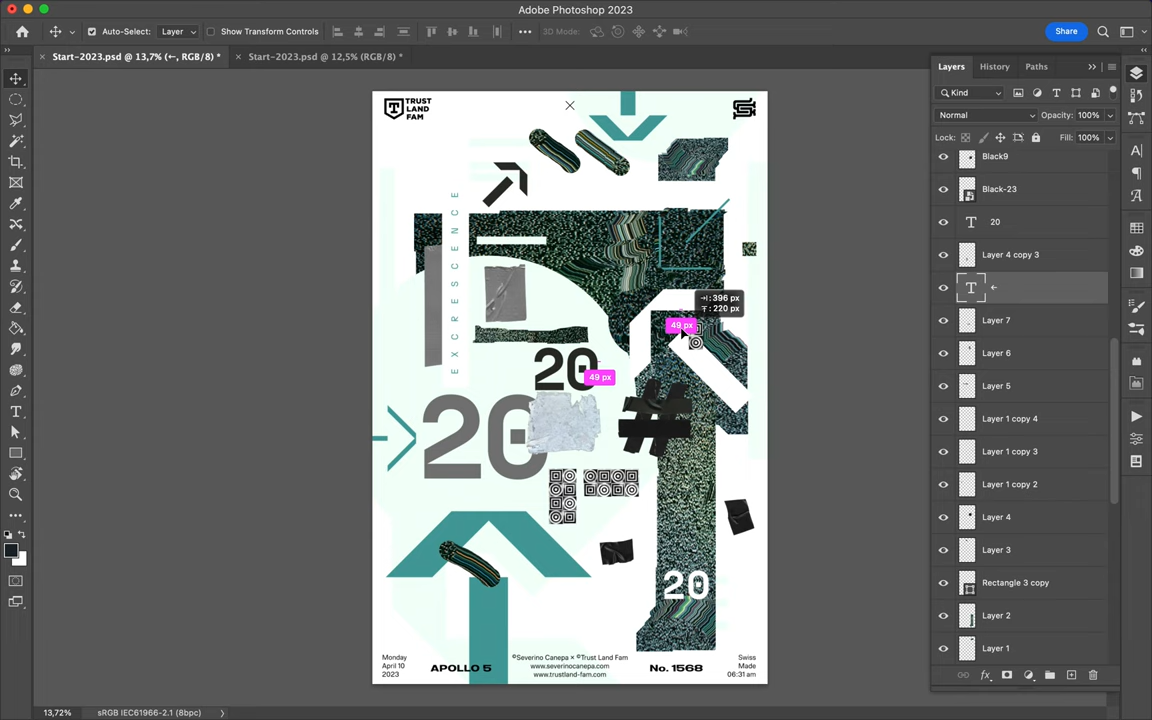 Adobe Photoshop 2023
Auto-Select:
Layer
Show Transform Controls
3D Mode:
Share
Start-2023.psd @ 13,7% (←, RGB/8) *
Start-2023.psd @ 12,5% (RGB/8) *
Layers
History
Paths
Kind
Normal
Opacity: 100%
Lock:
Fill: 100%
Black9
Black-23
20
Layer 4 copy 3
←
Layer 7
Layer 6
Layer 5
Layer 1 copy 4
Layer 1 copy 3
Layer 1 copy 2
Layer 4
Layer 3
Rectangle 3 copy
Layer 2
Layer 1
TRUST
LAND
FAM
EXCRESCENCE
: 396 px
: 220 px
49 px
49 px
20
20
#
20
Monday
April 10
2023
APOLLO 5
©Severino Canepa × ©Trust Land Fam
www.severinocanepa.com
www.trustland-fam.com
No. 1568
Swiss
Made
06:31 am
13,72%
sRGB IEC61966-2.1 (8bpc)